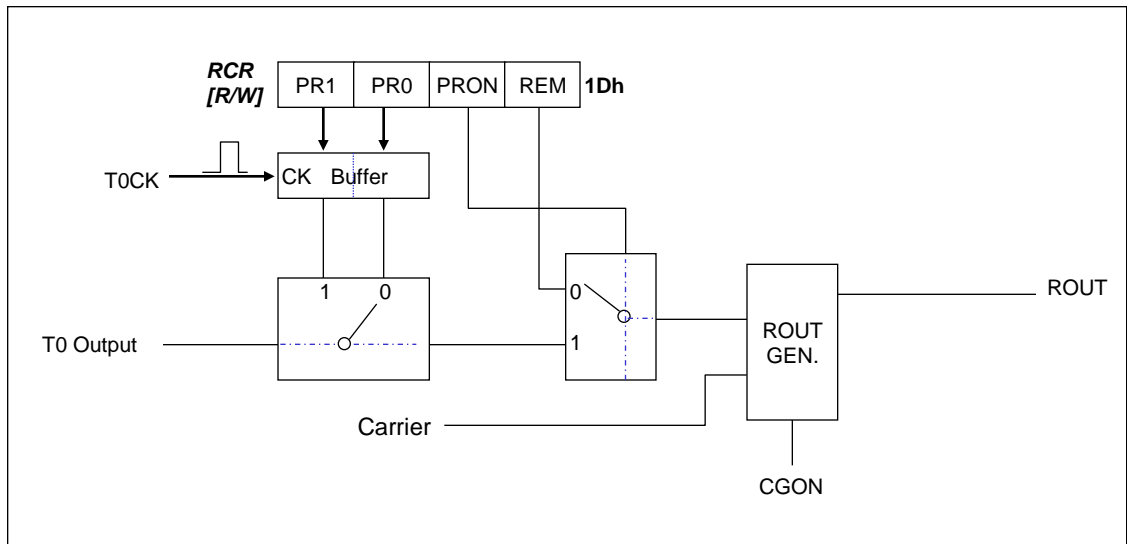 RCR
[R/W]
PR1 PR0 PRON REM 1Dh
T0CK
CK Buffer
1 0
0
ROUT
T0 Output
1
ROUT
GEN.
Carrier
CGON